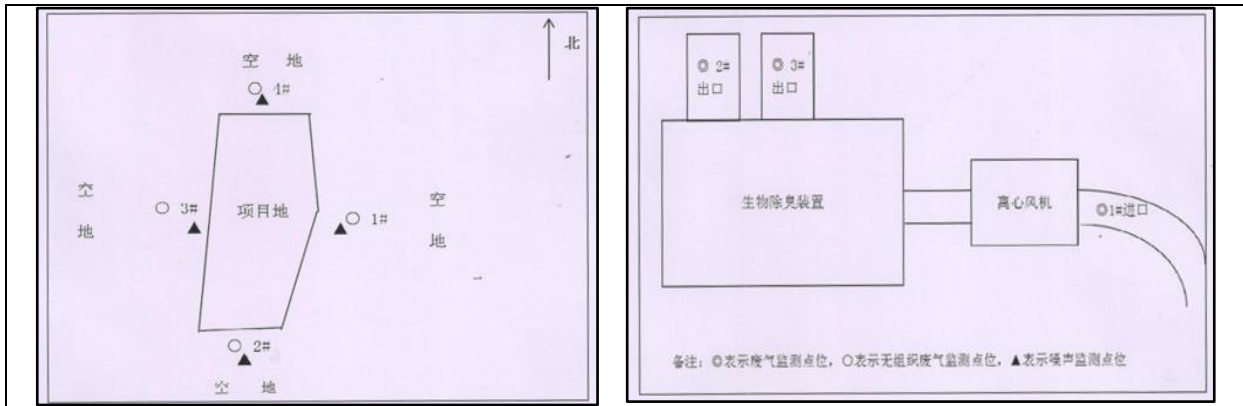 北
空 地
○ 4#
▲
空
地
○ 3#
▲
项目地
○ 1#
▲
空
地
○ 2#
▲
空 地
◎ 2#
出口
◎ 3#
出口
生物除臭装置
离心风机
◎1#进口
备注：◎表示废气监测点位，○表示无组织废气监测点位，▲表示噪声监测点位